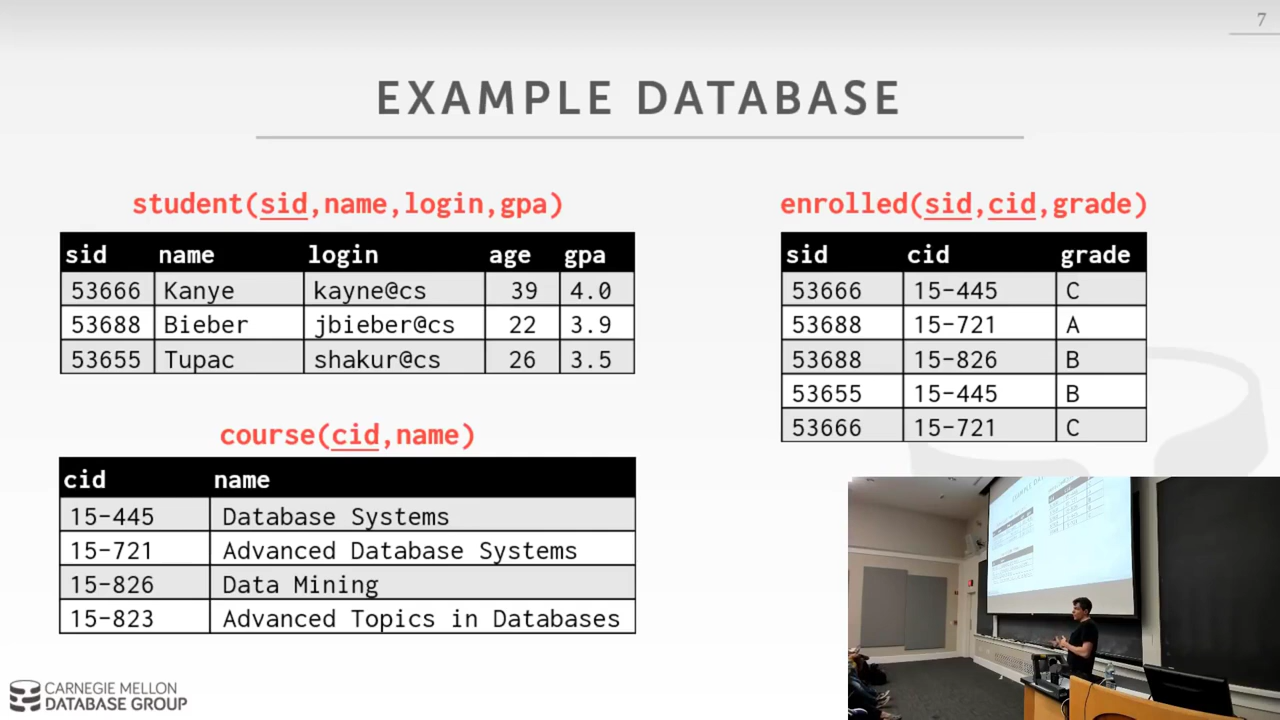 7
EXAMPLE DATABASE
student(sid,name,login,gpa)
sid name login age gpa
53666 Kanye kayne@cs 39 4.0
53688 Bieber jbieber@cs 22 3.9
53655 Tupac shakur@cs 26 3.5
course(cid,name)
cid name
15-445 Database Systems
15-721 Advanced Database Systems
15-826 Data Mining
15-823 Advanced Topics in Databases
enrolled(sid,cid,grade)
sid cid grade
53666 15-445 C
53688 15-721 A
53688 15-826 B
53655 15-445 B
53666 15-721 C
CARNEGIE MELLON
DATABASE GROUP